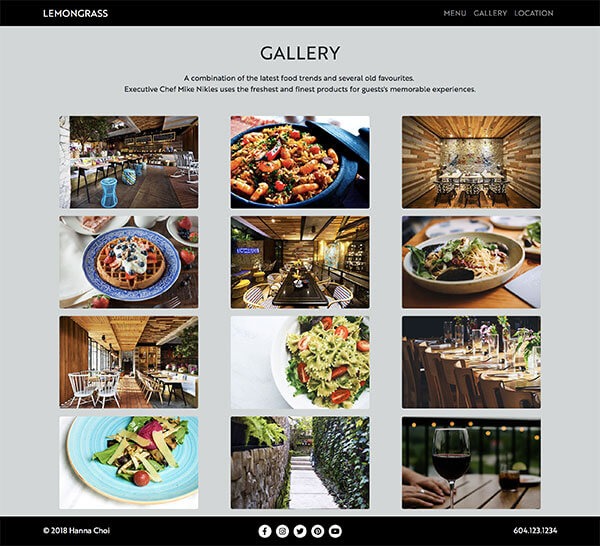 LEMONGRASS
MENU GALLERY LOCATION
GALLERY
A combination of the latest food trends and several old favourites.
Executive Chef Mike Nikles uses the freshest and finest products for guests's memorable experiences.
© 2018 Hanna Choi
604.123.1234